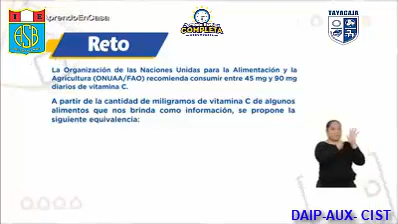 #AprendoEnCasa
I E
ASB
COMPLETA
TAYACAJA
Reto
La Organización de las Naciones Unidas para la Alimentación y la
Agricultura (ONUAA/FAO) recomienda consumir entre 45 mg y 90 mg
diarios de vitamina C.
A partir de la cantidad de miligramos de vitamina C de algunos
alimentos que nos brinda como información, se propone la
siguiente equivalencia:
DAIP-AUX- CIST